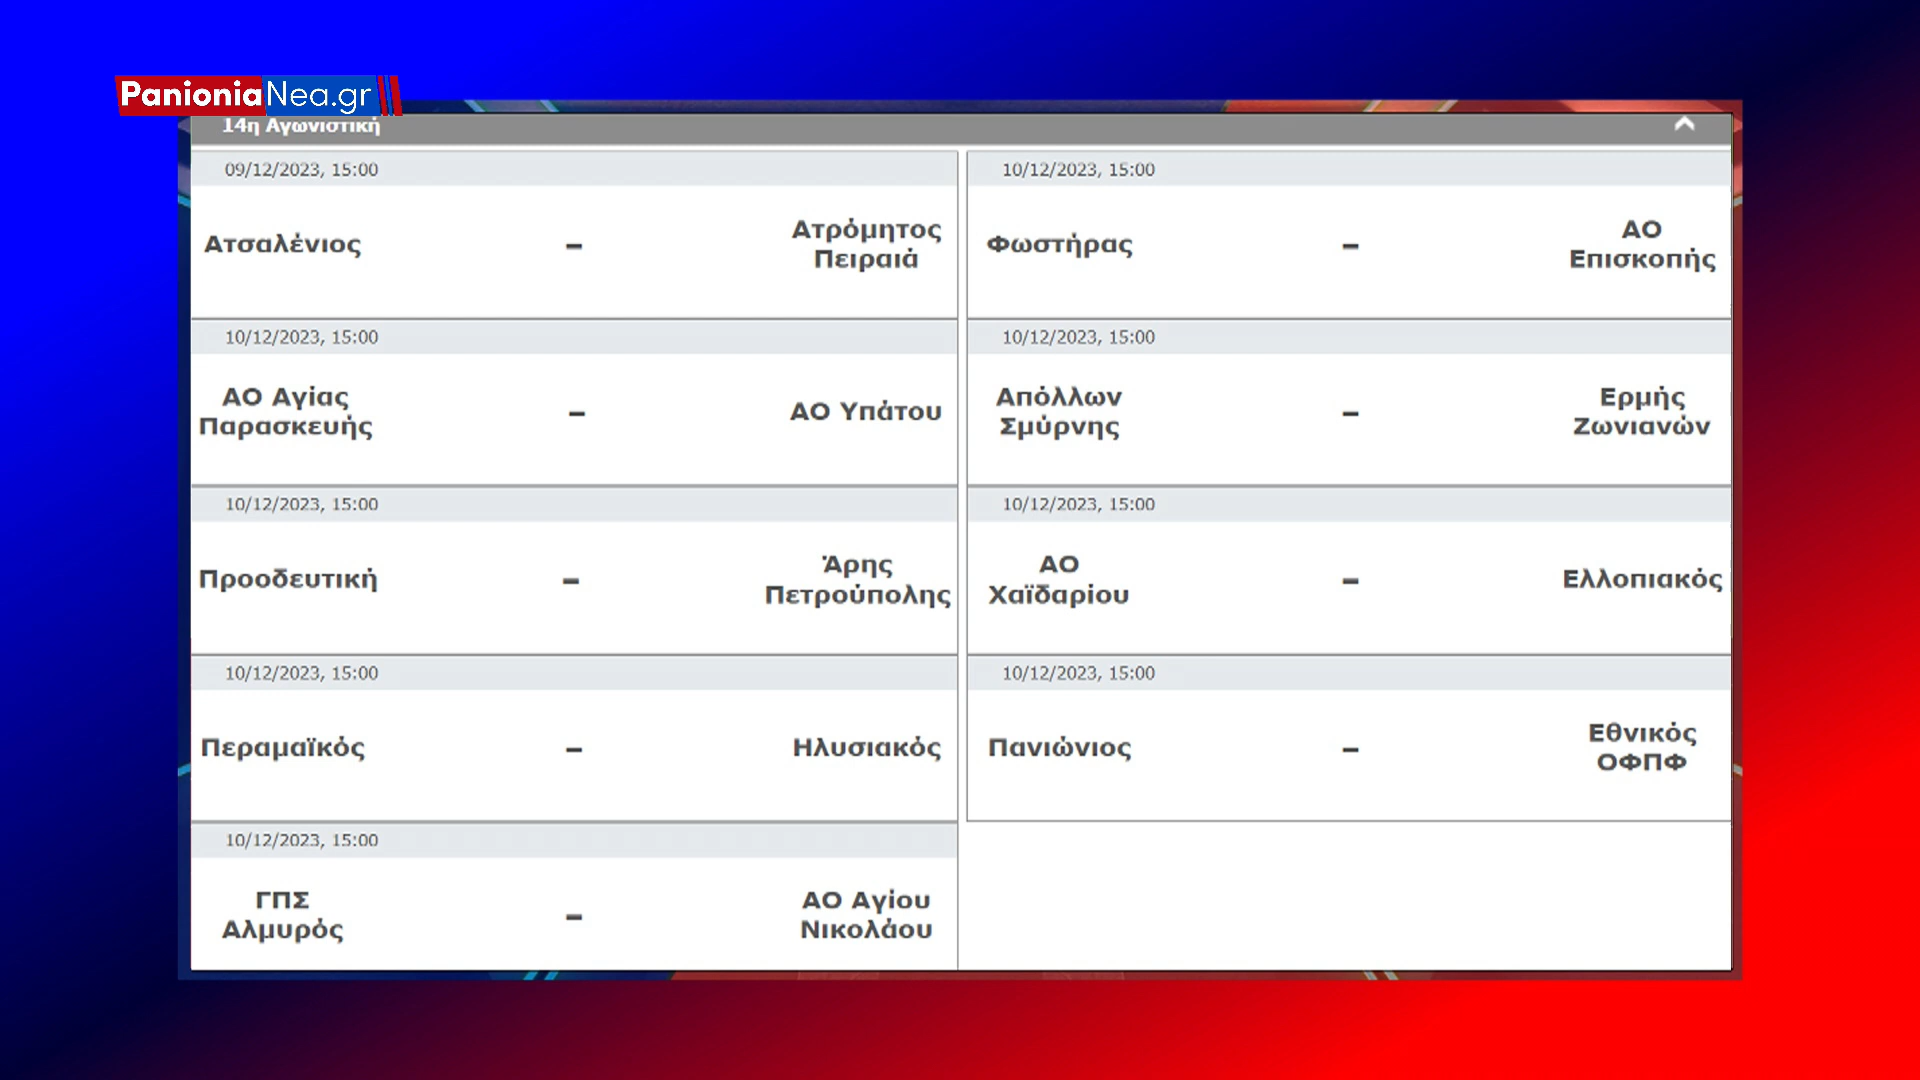 PanioniaNea.gr
14η Αγωνιστική
09/12/2023, 15:00
Ατσαλένιος
–
Ατρόμητος
Πειραιά
10/12/2023, 15:00
Φωστήρας
–
ΑΟ
Επισκοπής
10/12/2023, 15:00
ΑΟ Αγίας
Παρασκευής
–
ΑΟ Υπάτου
10/12/2023, 15:00
Απόλλων
Σμύρνης
–
Ερμής
Ζωνιανών
10/12/2023, 15:00
Προοδευτική
–
Άρης
Πετρούπολης
10/12/2023, 15:00
ΑΟ
Χαϊδαρίου
–
Ελλοπιακός
10/12/2023, 15:00
Περαμαϊκός
–
Ηλυσιακός
10/12/2023, 15:00
Πανιώνιος
–
Εθνικός
ΟΦΠΦ
10/12/2023, 15:00
ΓΠΣ
Αλμυρός
–
ΑΟ Αγίου
Νικολάου